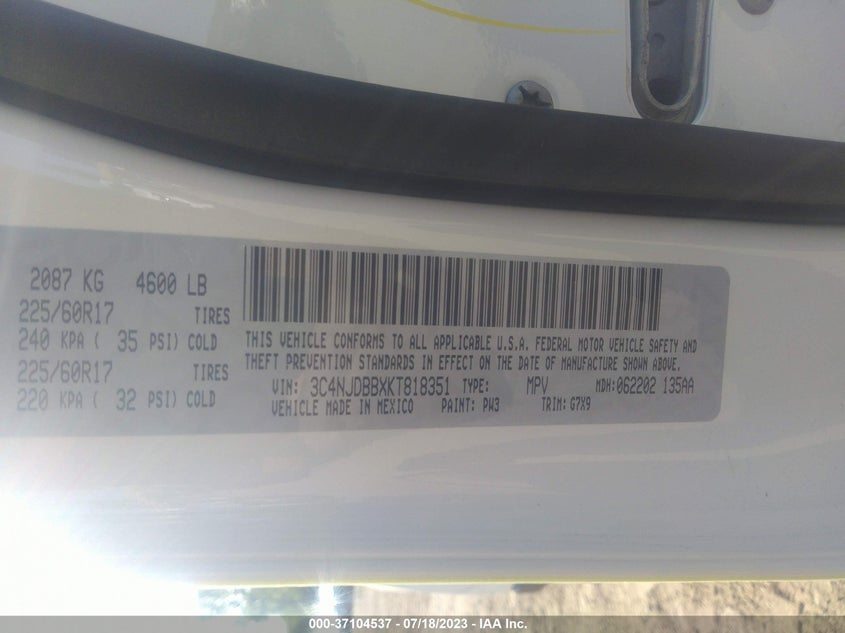 2087 KG 4600 LB
225/60R17 TIRES
240 KPA ( 35 PSI) COLD
225/60R17 TIRES
220 KPA ( 32 PSI) COLD
THIS VEHICLE CONFORMS TO ALL APPLICABLE U.S.A. FEDERAL MOTOR VEHICLE SAFETY AND
THEFT PREVENTION STANDARDS IN EFFECT ON THE DATE OF MANUFACTURE SHOWN ABOVE.
VIN: 3C4NJDBBXKT818351 TYPE: MPV MDH: 062202 135AA
VEHICLE MADE IN MEXICO PAINT: PW3 TRIM: G7X9
000-37104537 - 07/18/2023 - IAA Inc.